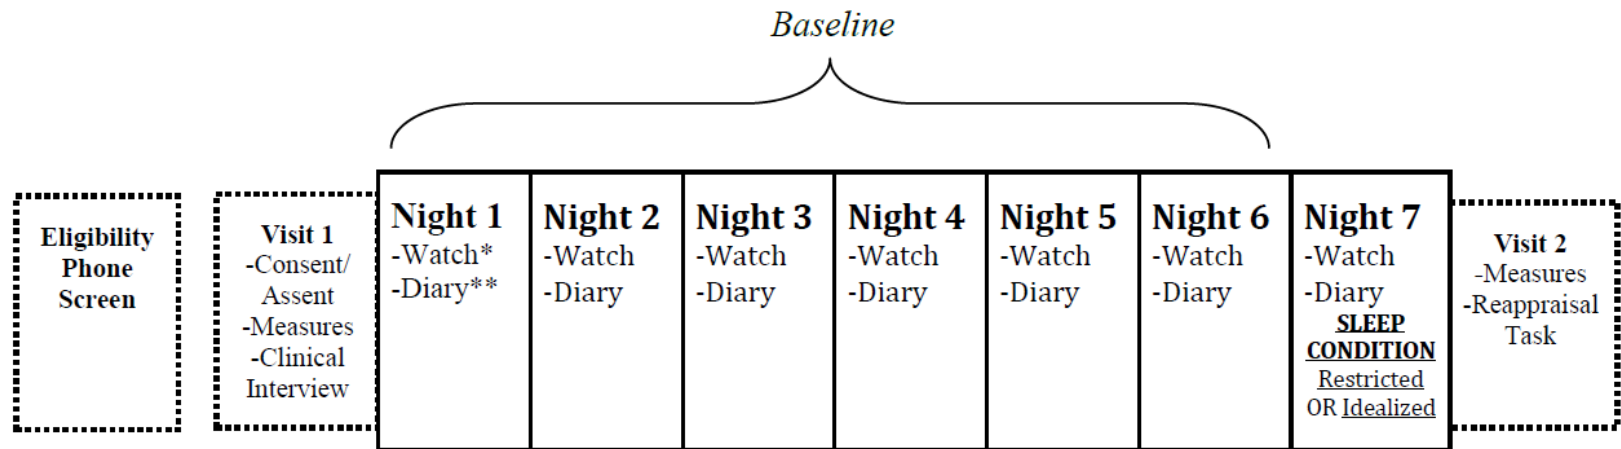 Baseline
Eligibility
Phone
Screen
Visit 1
-Consent/
Assent
-Measures
-Clinical
Interview
Night 1
-Watch*
-Diary**
Night 2
-Watch
-Diary
Night 3
-Watch
-Diary
Night 4
-Watch
-Diary
Night 5
-Watch
-Diary
Night 6
-Watch
-Diary
Night 7
-Watch
-Diary
SLEEP
CONDITION
Restricted
OR Idealized
Visit 2
-Measures
-Reappraisal
Task